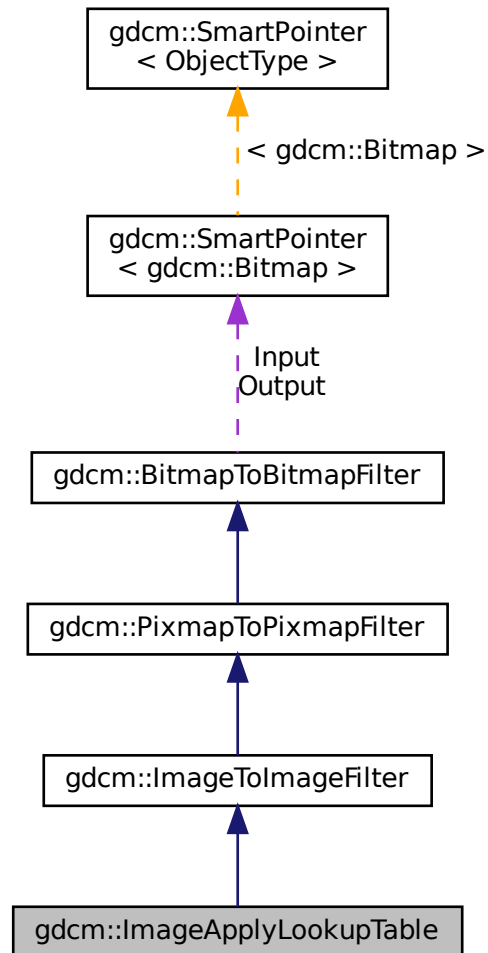 gdcm::SmartPointer
< ObjectType >
< gdcm::Bitmap >
gdcm::SmartPointer
< gdcm::Bitmap >
Input
Output
gdcm::BitmapToBitmapFilter
gdcm::PixmapToPixmapFilter
gdcm::ImageToImageFilter
gdcm::ImageApplyLookupTable